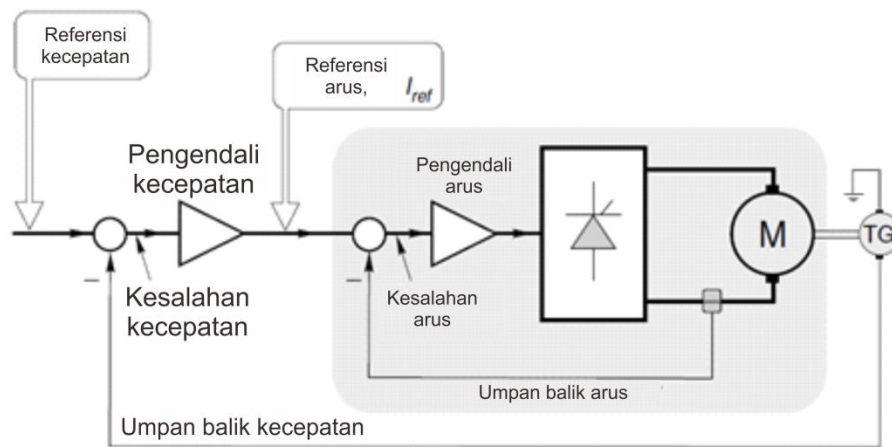 Referensi
kecepatan
Referensi
arus, I_ref
Pengendali
kecepatan
Pengendali
arus
M
TG
Kesalahan
kecepatan
Kesalahan
arus
Umpan balik arus
Umpan balik kecepatan